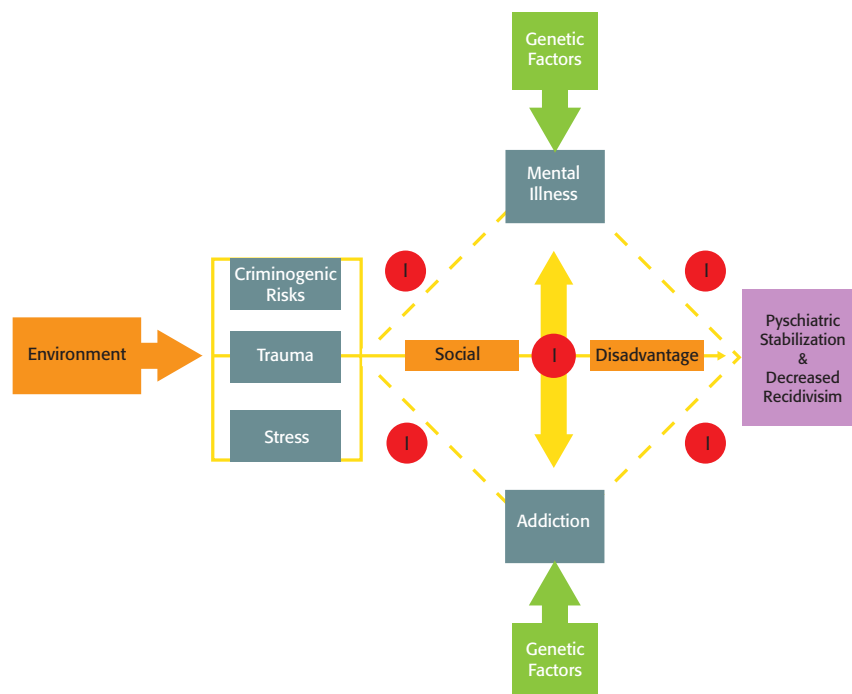 Genetic
Factors
Mental
Illness
I
I
Criminogenic
Risks
Environment
Trauma
Social
I
Disadvantage
Pyschiatric
Stabilization
&
Decreased
Recidivisim
Stress
I
I
Addiction
Genetic
Factors